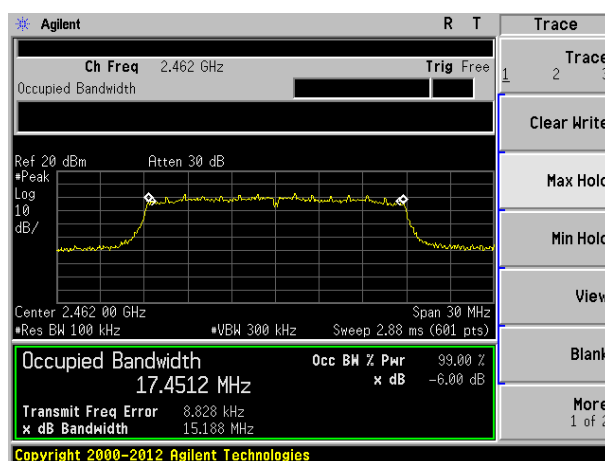 Agilent R T Trace
Ch Freq 2.462 GHz Trig Free
Occupied Bandwidth
Trace
1 2 3
Clear Write
Max Hold
Min Hold
View
Blank
More
1 of 2
Ref 20 dBm Atten 30 dB
#Peak
Log
10
dB/
Center 2.462 00 GHz Span 30 MHz
#Res BW 100 kHz #VBW 300 kHz Sweep 2.88 ms (601 pts)
Occupied Bandwidth Occ BW % Pwr 99.00 %
17.4512 MHz x dB -6.00 dB
Transmit Freq Error 8.828 kHz
x dB Bandwidth 15.188 MHz
Copyright 2000-2012 Agilent Technologies